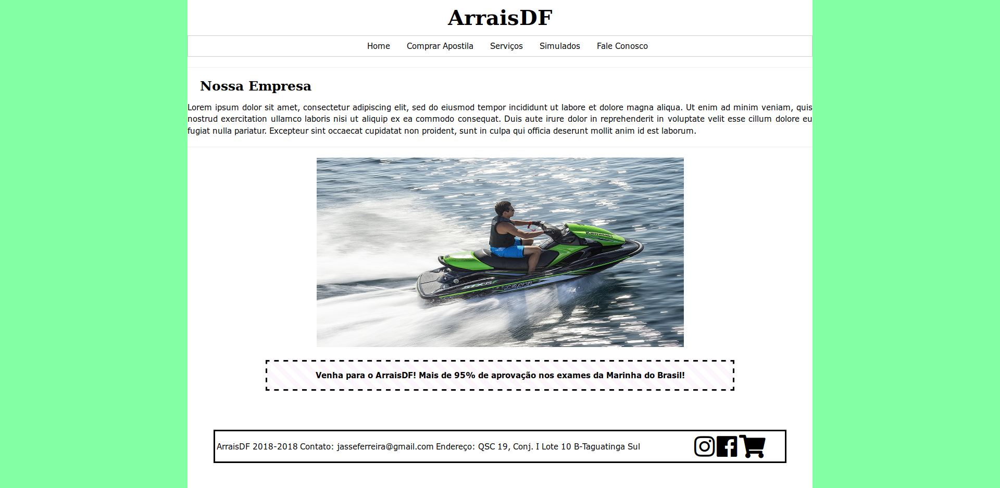 ArraisDF
Home Comprar Apostila Serviços Simulados Fale Conosco
Nossa Empresa
Lorem ipsum dolor sit amet, consectetur adipiscing elit, sed do eiusmod tempor incididunt ut labore et dolore magna aliqua. Ut enim ad minim veniam, quis
nostrud exercitation ullamco laboris nisi ut aliquip ex ea commodo consequat. Duis aute irure dolor in reprehenderit in voluptate velit esse cillum dolore eu
fugiat nulla pariatur. Excepteur sint occaecat cupidatat non proident, sunt in culpa qui officia deserunt mollit anim id est laborum.
Kawasaki
STX-15F JETSKI
Venha para o ArraisDF! Mais de 95% de aprovação nos exames da Marinha do Brasil!
ArraisDF 2018-2018 Contato: jasseferreira@gmail.com Endereço: QSC 19, Conj. I Lote 10 B-Taguatinga Sul